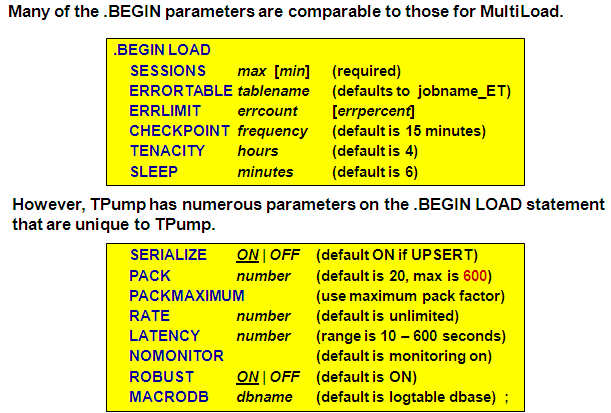 Many of the .BEGIN parameters are comparable to those for MultiLoad.
.BEGIN LOAD
SESSIONS max [min] (required)
ERRORTABLE tablename (defaults to jobname_ET)
ERRLIMIT errcount [errpercent]
CHECKPOINT frequency (default is 15 minutes)
TENACITY hours (default is 4)
SLEEP minutes (default is 6)
However, TPump has numerous parameters on the .BEGIN LOAD statement
that are unique to TPump.
SERIALIZE ON | OFF (default ON if UPSERT)
PACK number (default is 20, max is 600)
PACKMAXIMUM (use maximum pack factor)
RATE number (default is unlimited)
LATENCY number (range is 10 – 600 seconds)
NOMONITOR (default is monitoring on)
ROBUST ON | OFF (default is ON)
MACRODB dbname (default is logtable dbase) ;